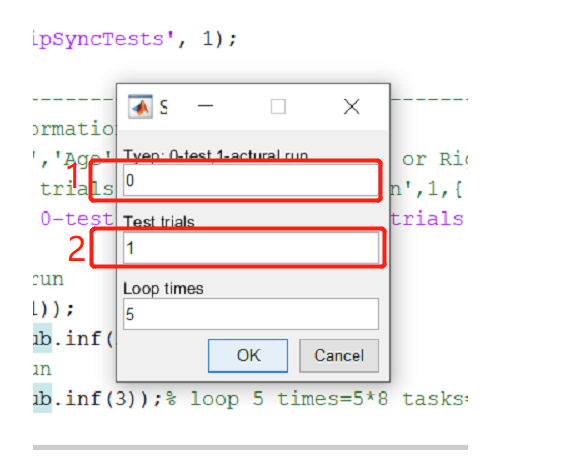 ipSyncTests', 1);
S
ormatio
','Age' Tyep: 0-test,1-actural run or Ri
1 0
trials n',1,{
0-test Test trials trials
2 1
run
Loop times
1));
5
ub.inf(
OK Cancel
un
ub.inf(3));% loop 5 times=5*8 tasks=